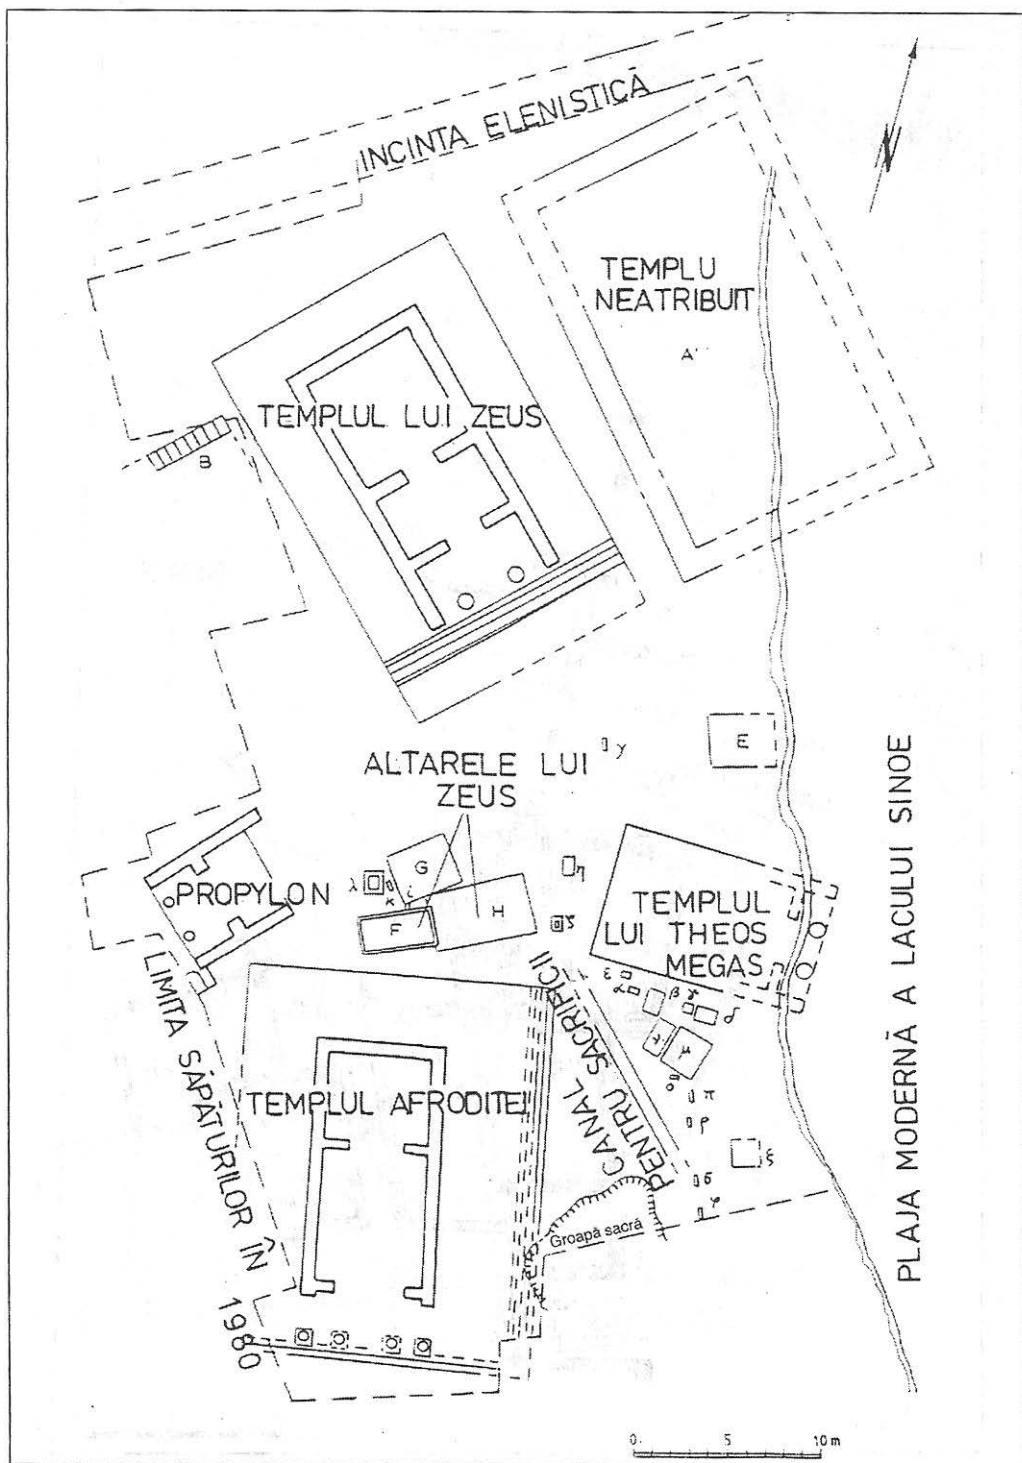 INCINTA ELENISTICĂ
N
TEMPLU
NEATRIBUIT
A
TEMPLUL LUI ZEUS
B
ALTARELE LUI
ZEUS
γ
E
PROPYLON
λ
κ
ι
G
F
H
η
ζ
TEMPLUL
LUI THEOS
MEGAS
ε
α
β
γ
δ
ο
π
ρ
ξ
σ
LIMITA SĂPĂTURILOR ÎN
1980
TEMPLUL AFRODITEI
CANAL
PENTRU SACRIFICII
Groapă sacră
PLAJA MODERNĂ A LACULUI SINOE
0 5 10 m